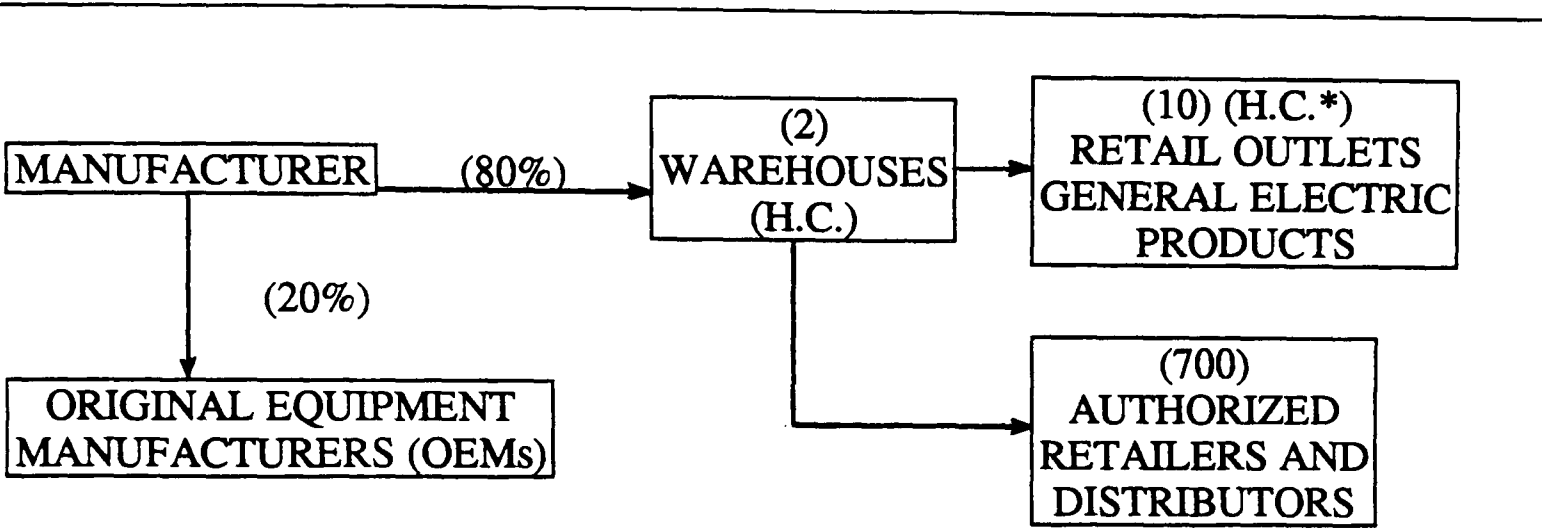 MANUFACTURER
(80%)
(2)
WAREHOUSES
(H.C.)
(10) (H.C.*)
RETAIL OUTLETS
GENERAL ELECTRIC
PRODUCTS
(20%)
ORIGINAL EQUIPMENT
MANUFACTURERS (OEMs)
(700)
AUTHORIZED
RETAILERS AND
DISTRIBUTORS